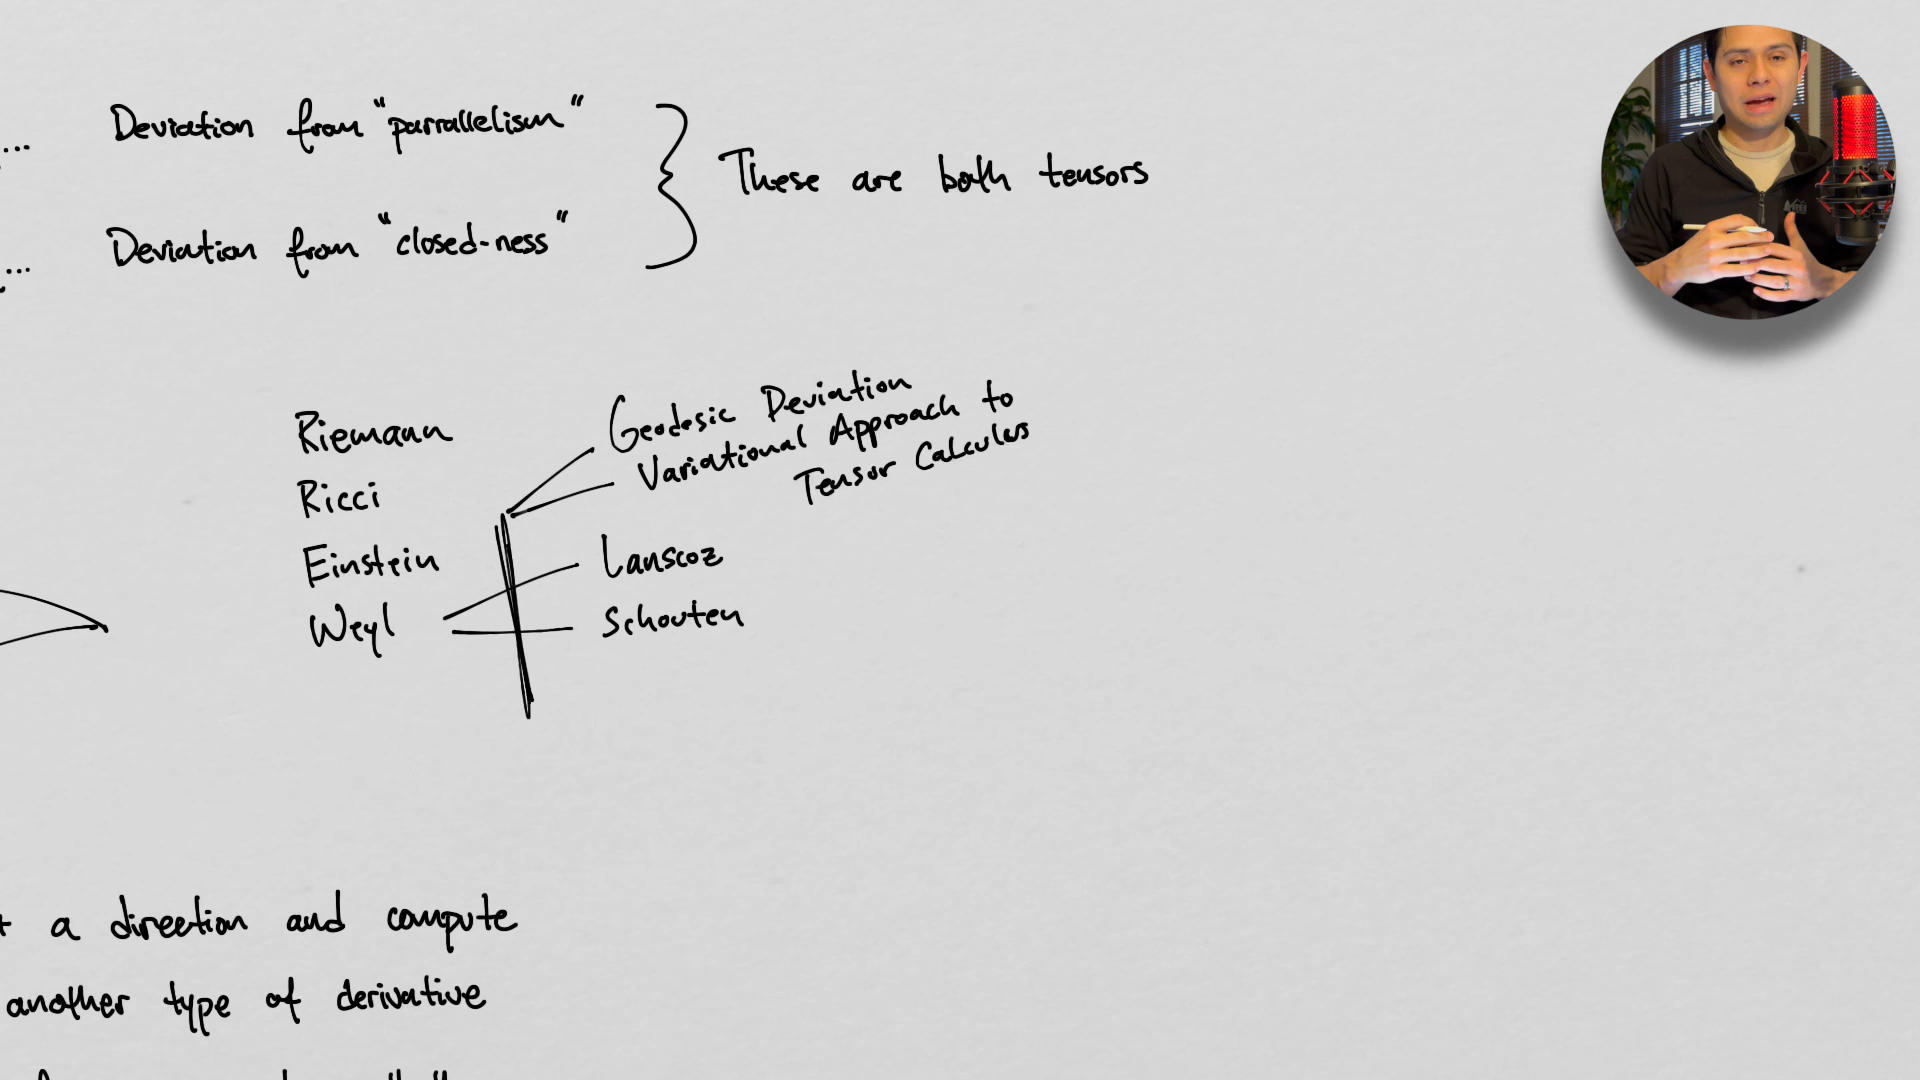 Deviation from "parrallelism"
Deviation from "closed-ness"
These are both tensors
Riemann
Ricci
Einstein
Weyl
Geodesic Deviation
Variational Approach to
Tensor Calculus
Lanscoz
Schouten
a direction and compute
another type of derivative